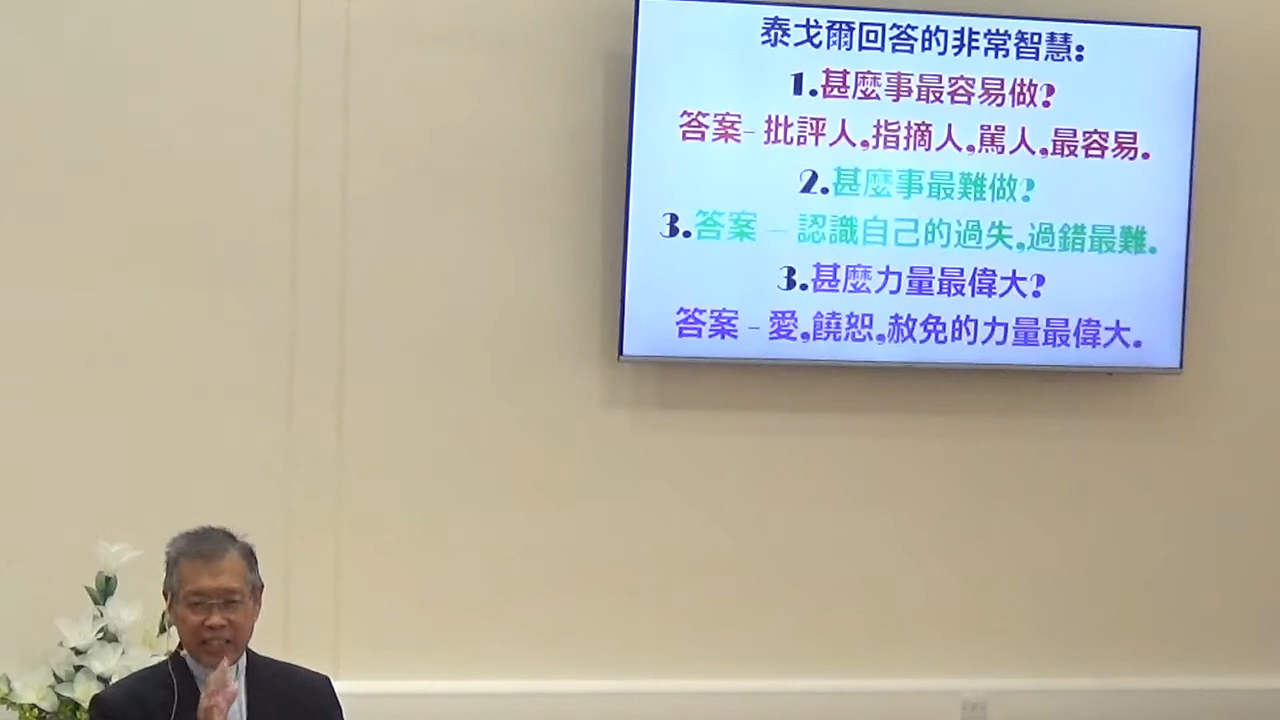 泰戈爾回答的非常智慧:
1.甚麼事最容易做?
答案- 批評人,指摘人,罵人,最容易.
2.甚麼事最難做?
3.答案 - 認識自己的過失,過錯最難.
3.甚麼力量最偉大?
答案 - 愛,饒恕,赦免的力量最偉大.